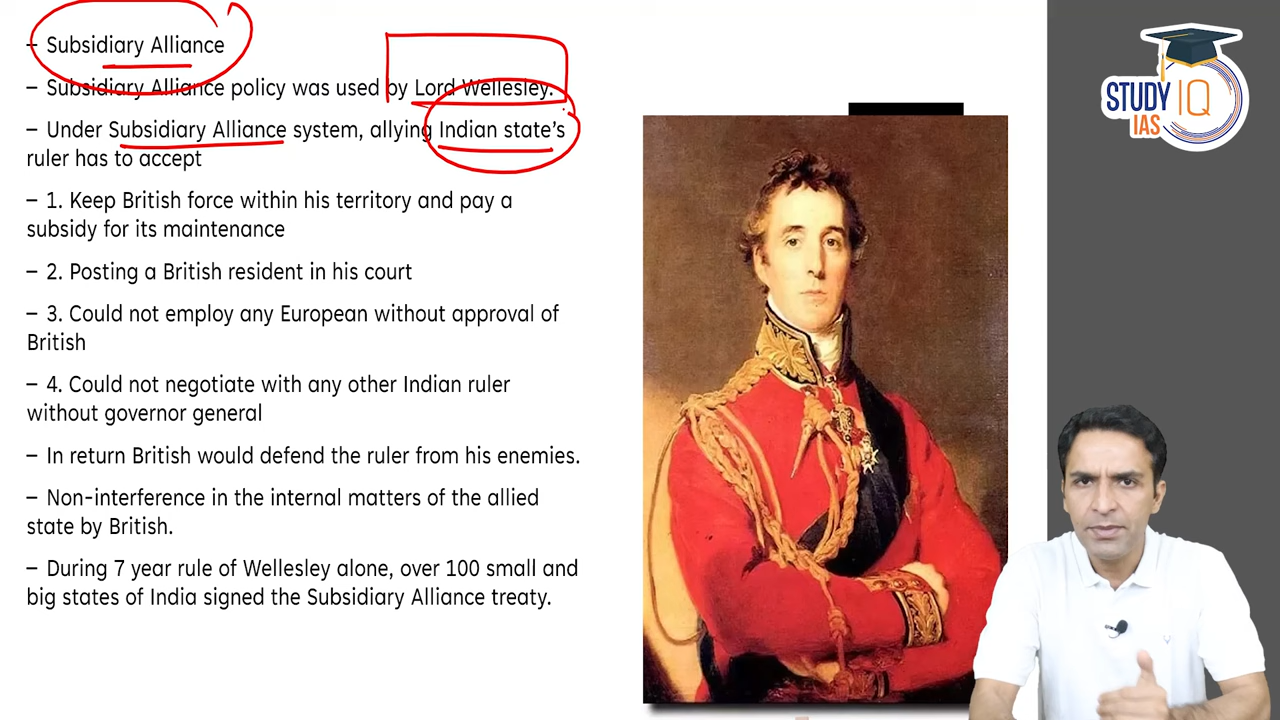 – Subsidiary Alliance
– Subsidiary Alliance policy was used by Lord Wellesley.
– Under Subsidiary Alliance system, allying Indian state's
ruler has to accept
– 1. Keep British force within his territory and pay a
subsidy for its maintenance
– 2. Posting a British resident in his court
– 3. Could not employ any European without approval of
British
– 4. Could not negotiate with any other Indian ruler
without governor general
– In return British would defend the ruler from his enemies.
– Non-interference in the internal matters of the allied
state by British.
– During 7 year rule of Wellesley alone, over 100 small and
big states of India signed the Subsidiary Alliance treaty.
STUDY IQ
IAS